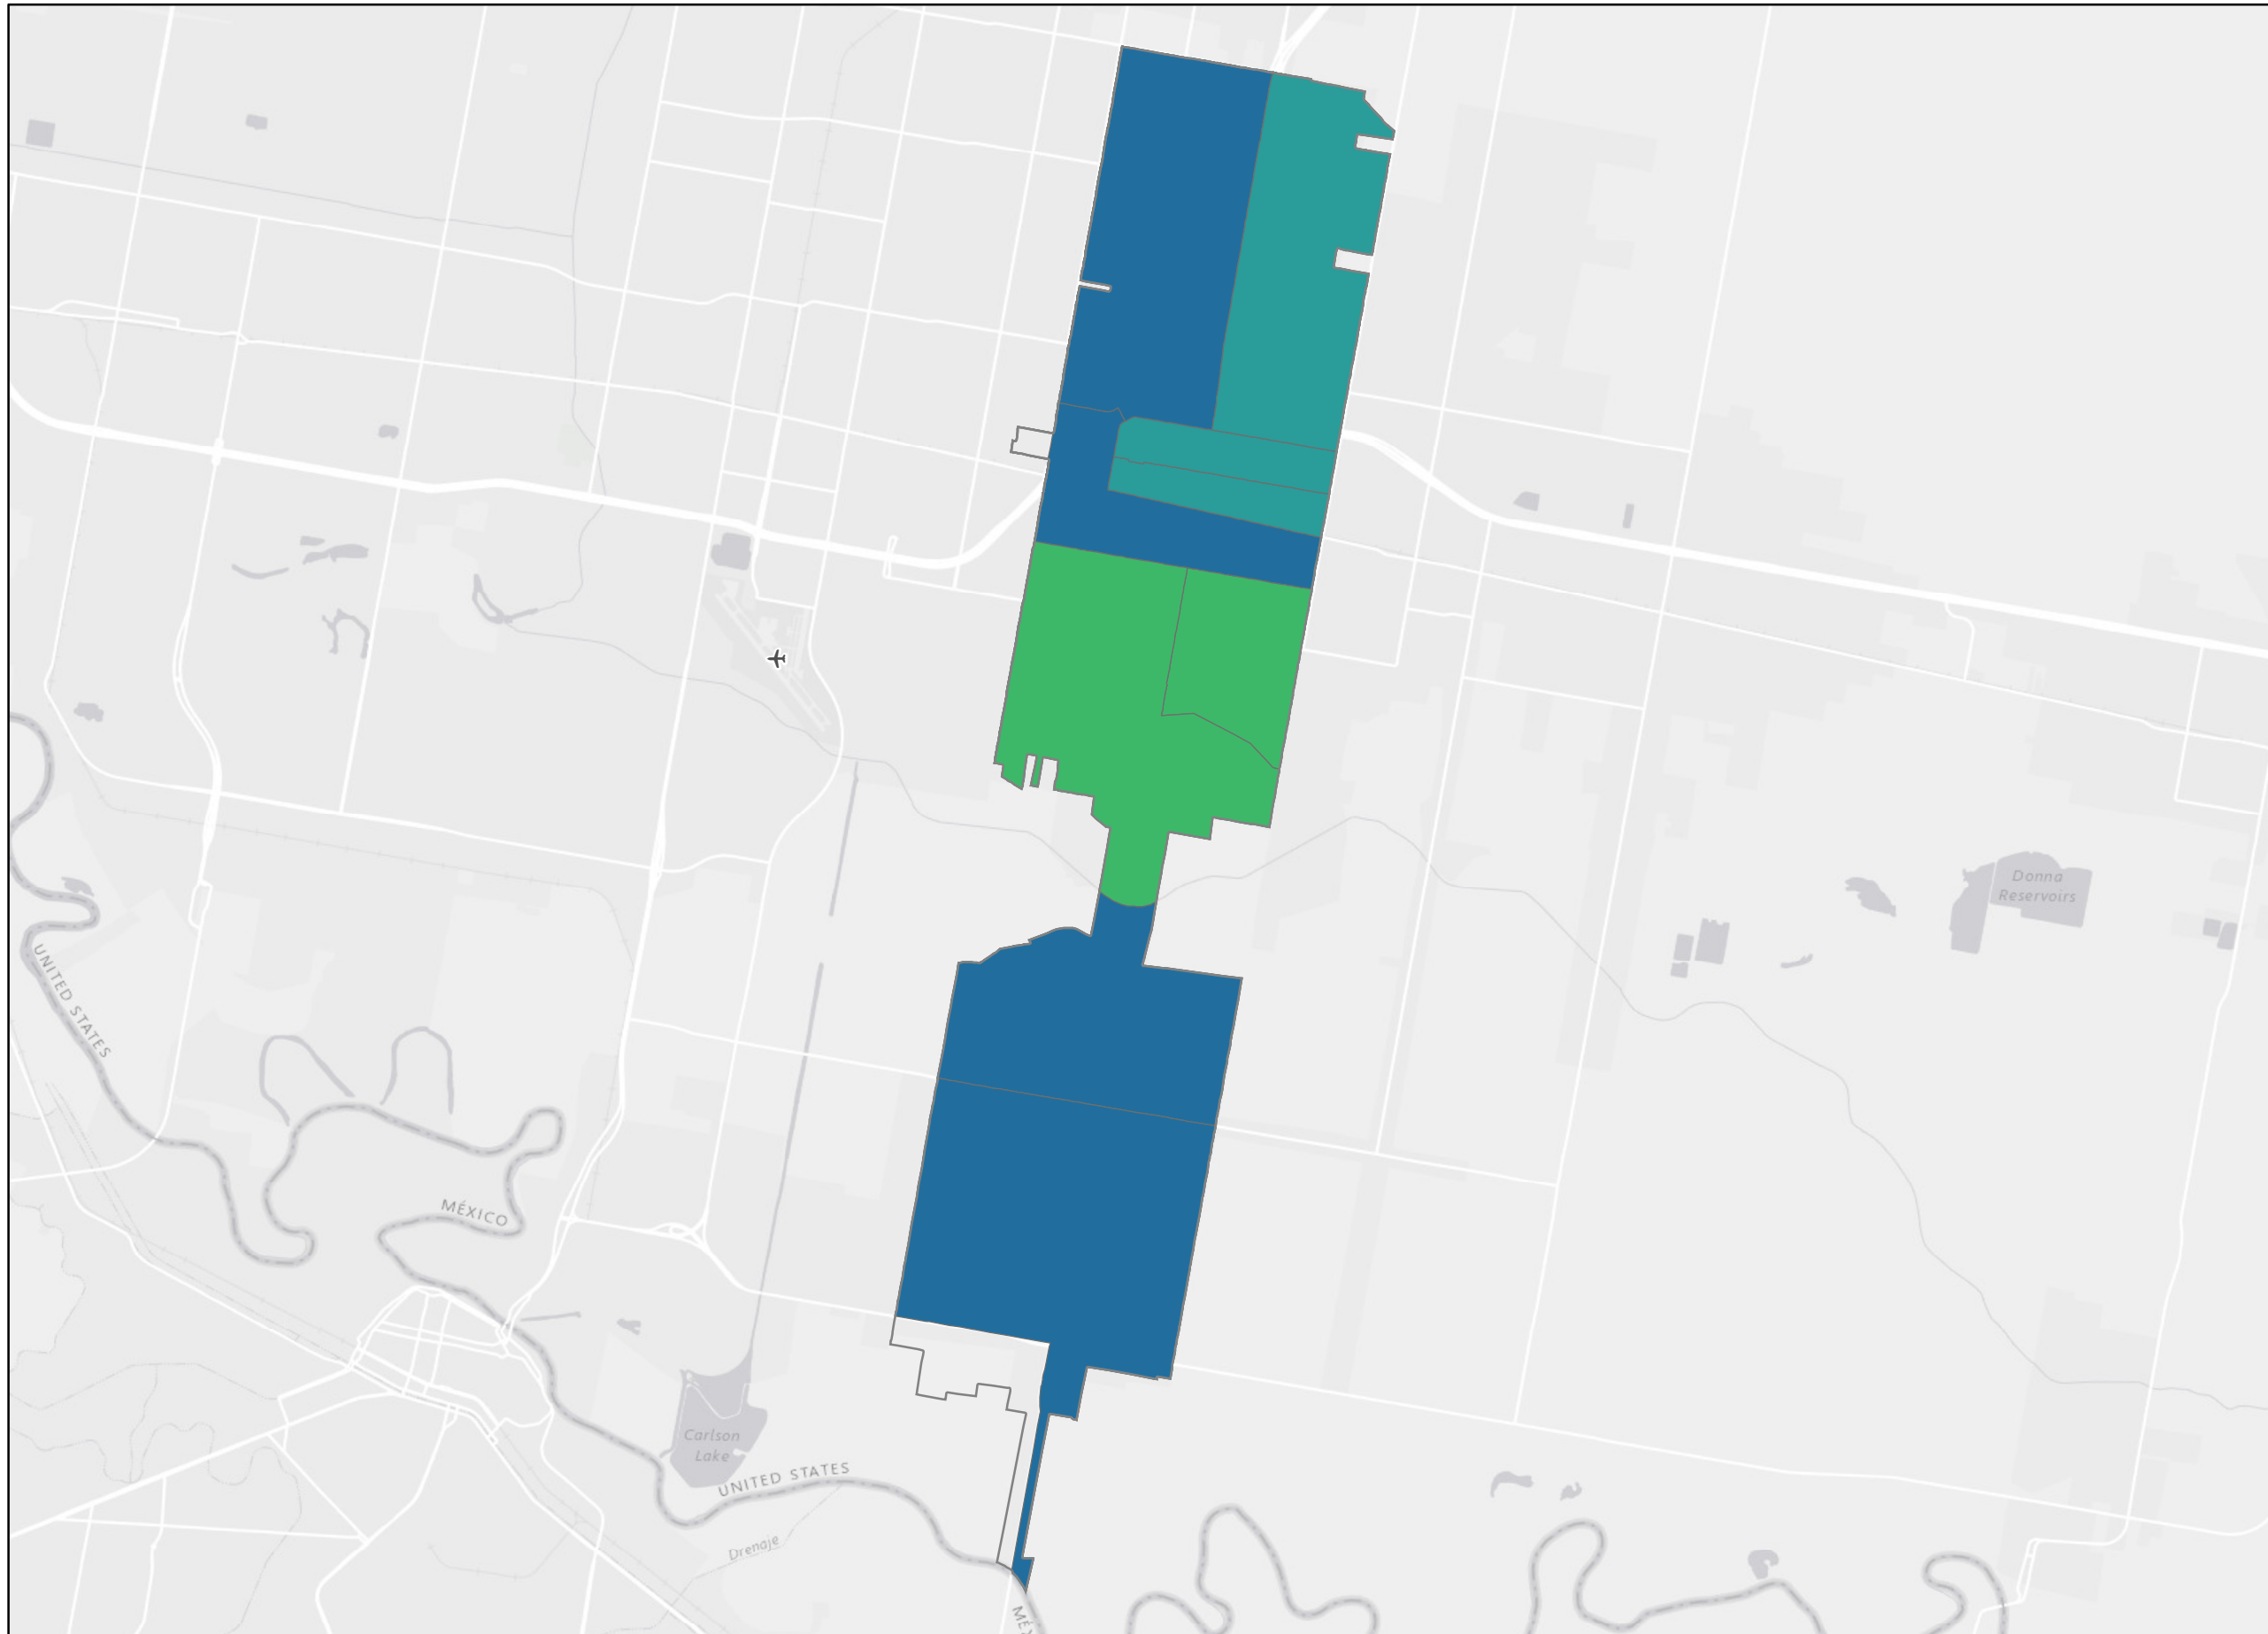 Donna
Reservoirs
UNITED STATES
MÉXICO
Carlson
Lake
UNITED STATES
Drenaje